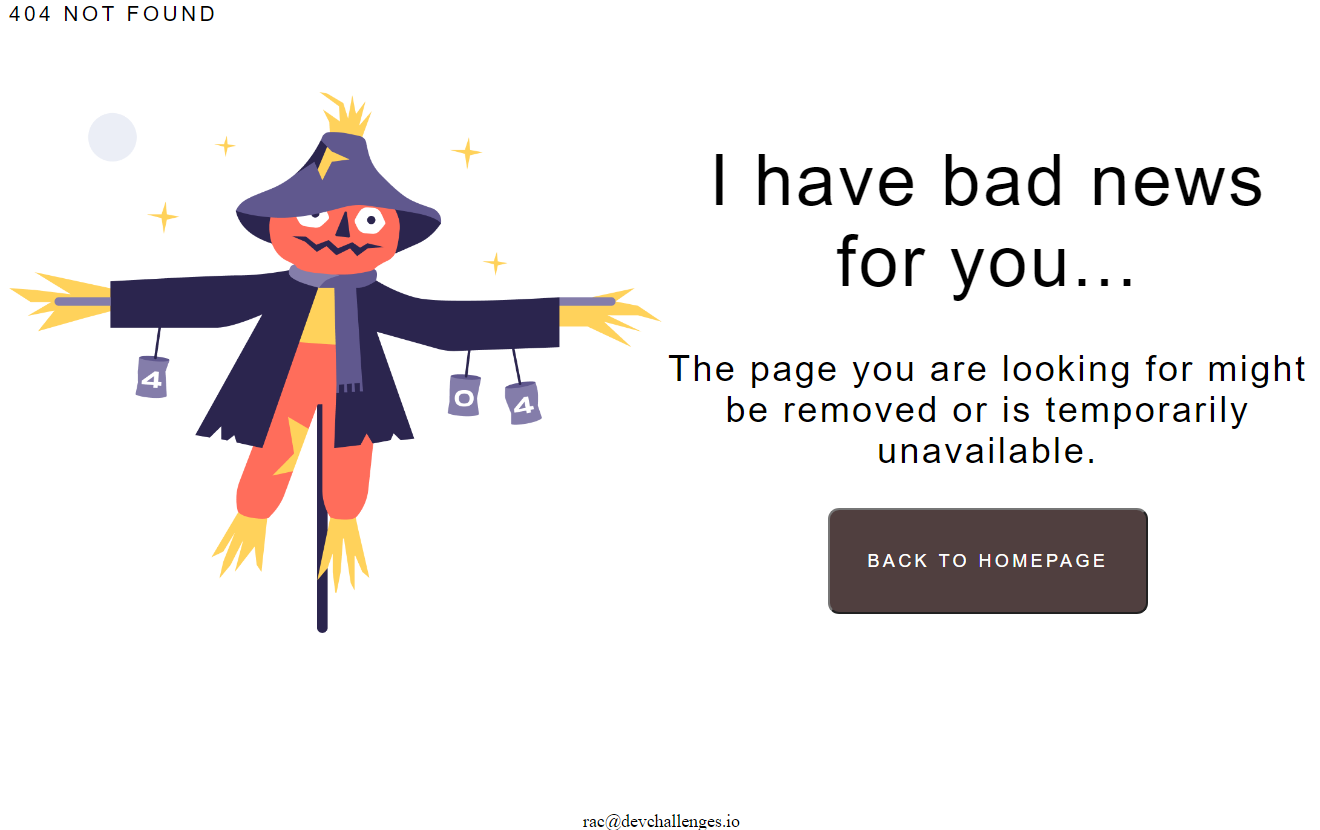 404 NOT FOUND
I have bad news
for you...
The page you are looking for might
be removed or is temporarily
unavailable.
BACK TO HOMEPAGE
4
0
4
rac@devchallenges.io